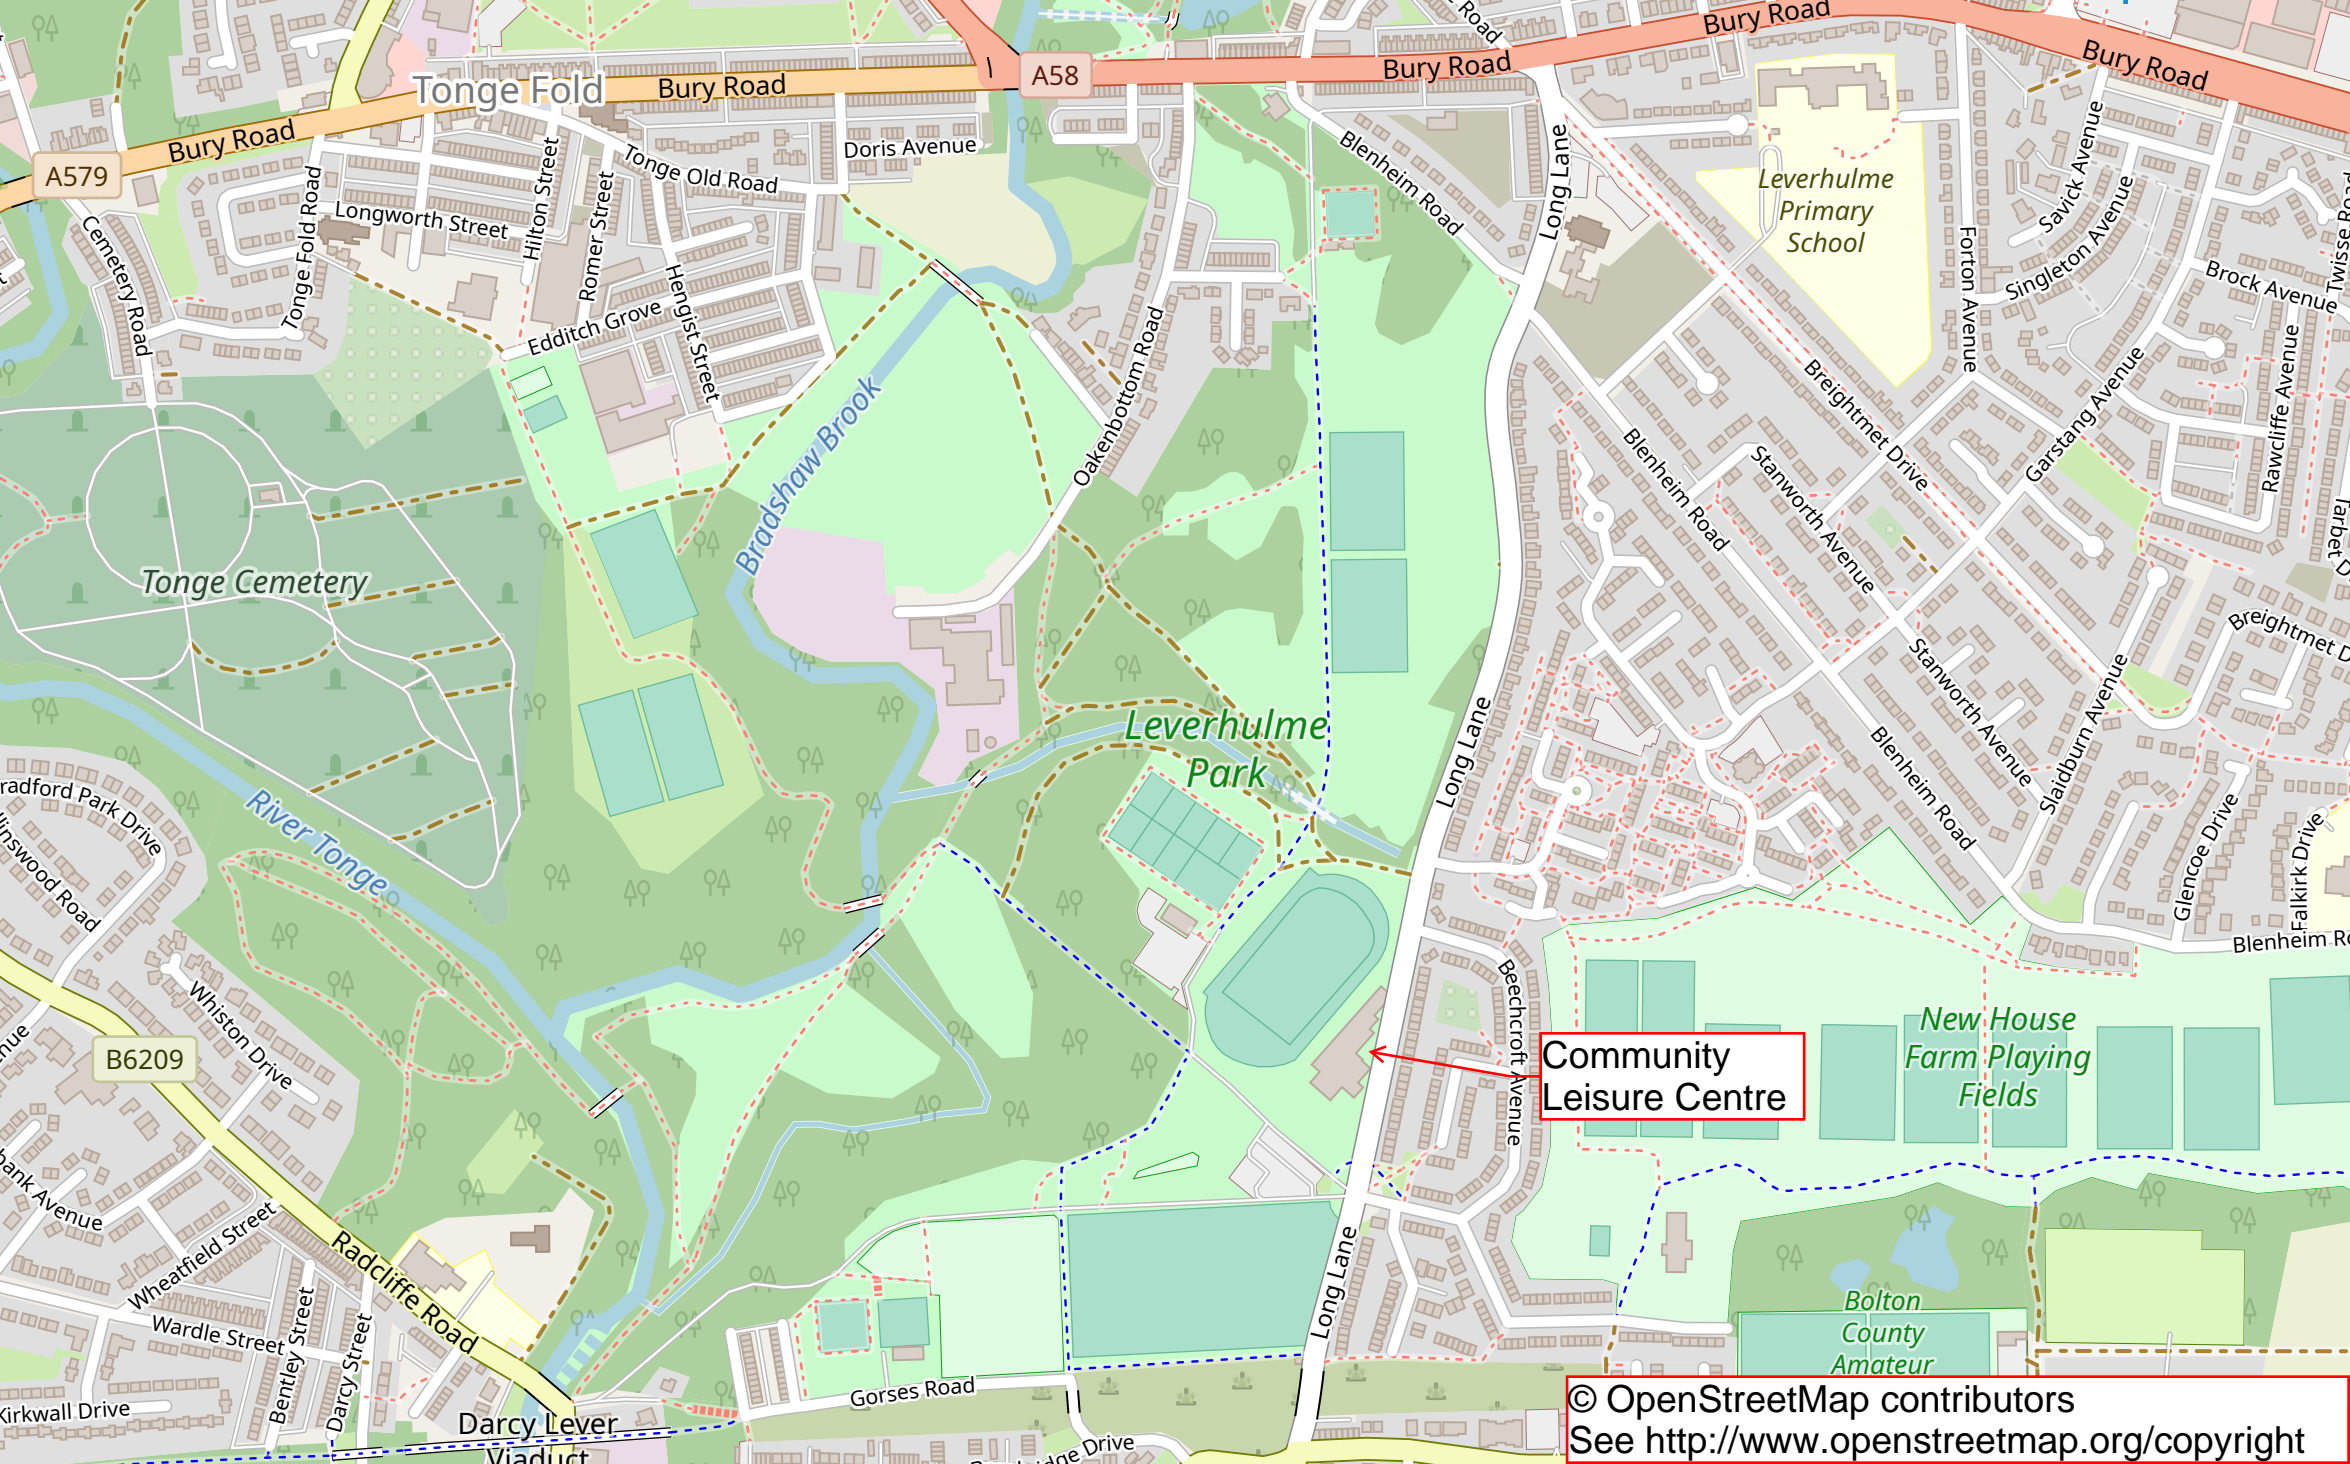 Bury Road
Tonge Fold
Bury Road
A58
Bury Road
Bury Road
Bury Road
A579
Bury Road
Doris Avenue
Tonge Old Road
Blenheim Road
Long Lane
Leverhulme
Primary
School
Savick Avenue
Singleton Avenue
Forton Avenue
Brock Avenue
Cemetery Road
Tonge Fold Road
Longworth Street
Hilton Street
Romer Street
Hengist Street
Edditch Grove
Oakenbottom Road
Bradshaw Brook
Breightmet Drive
Garstang Avenue
Rawcliffe Avenue
Blenheim Road
Stanworth Avenue
Tonge Cemetery
Stanworth Avenue
Slaidburn Avenue
Leverhulme
Park
Long Lane
Blenheim Road
Glencoe Drive
Falkirk Drive
River Tonge
Whiston Drive
B6209
Beechcroft Avenue
Community
Leisure Centre
New House
Farm Playing
Fields
Wheatfield Street
Radcliffe Road
Wardle Street
Bentley Street
Darcy Street
Kirkwall Drive
Long Lane
Gorses Road
Bolton
County
Amateur
Darcy Lever
Viaduct
© OpenStreetMap contributors
See http://www.openstreetmap.org/copyright